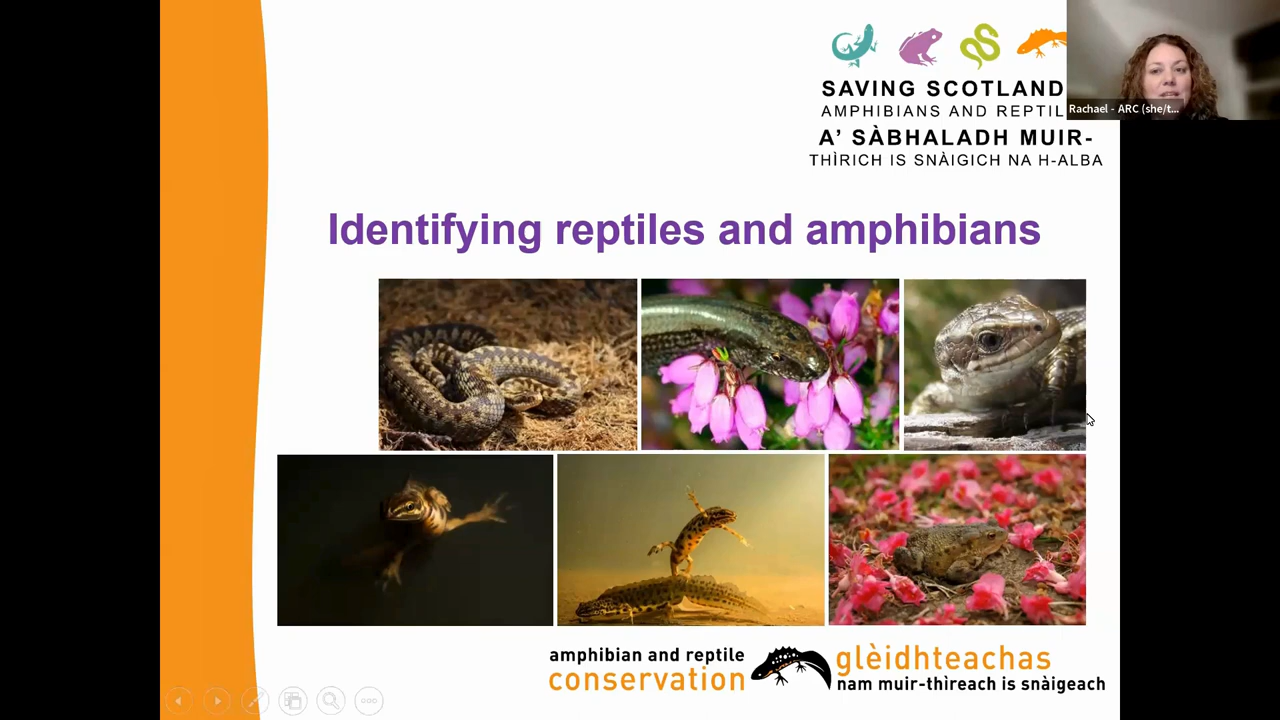 SAVING SCOTLAND
AMPHIBIANS AND REPTIL
Rachael - ARC (she/t...
A’ SÀBHALADH MUIR-
THÌRICH IS SNÀIGICH NA H-ALBA
Identifying reptiles and amphibians
amphibian and reptile
conservation
glèidhteachas
nam muir-thìreach is snàigeach